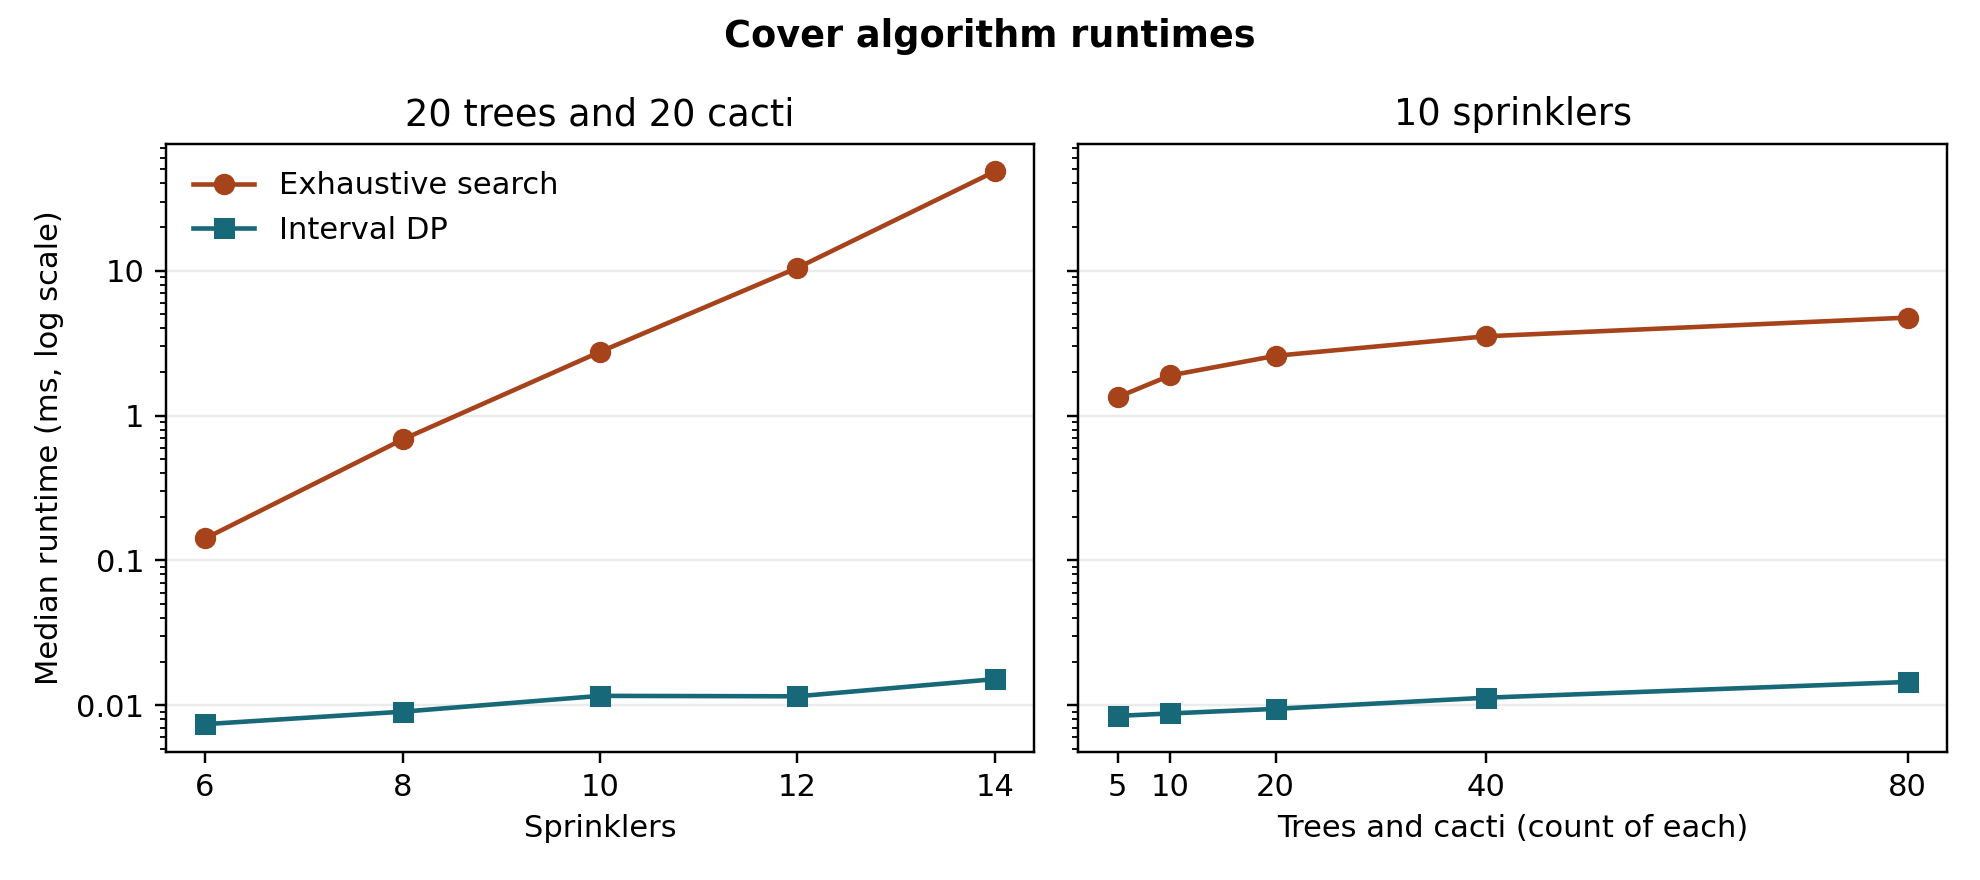 Cover algorithm runtimes
20 trees and 20 cacti
Exhaustive search
Interval DP
Median runtime (ms, log scale)
10
1
0.1
0.01
6 8 10 12 14
Sprinklers
10 sprinklers
5 10 20 40 80
Trees and cacti (count of each)